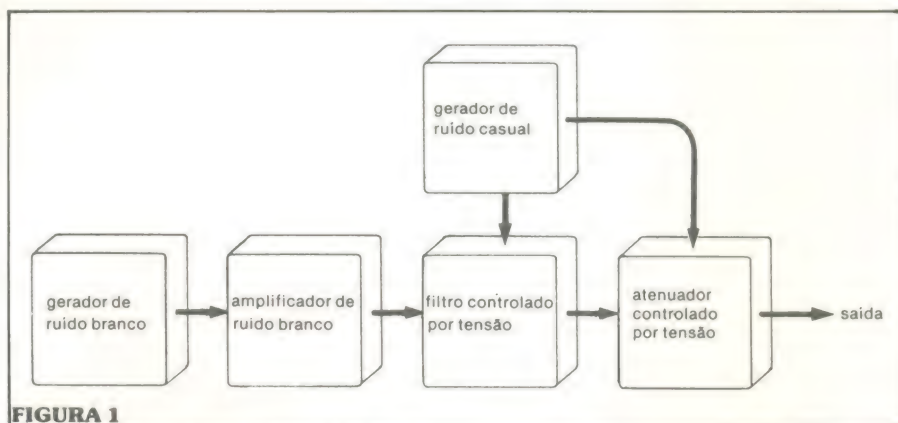 gerador de
ruido casual
gerador de
ruido branco
amplificador de
ruido branco
filtro controlado
por tensão
atenuador
controlado
por tensão
saida
FIGURA 1